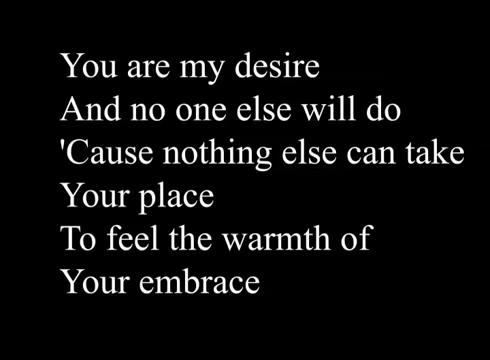 You are my desire
And no one else will do
'Cause nothing else can take
Your place
To feel the warmth of
Your embrace